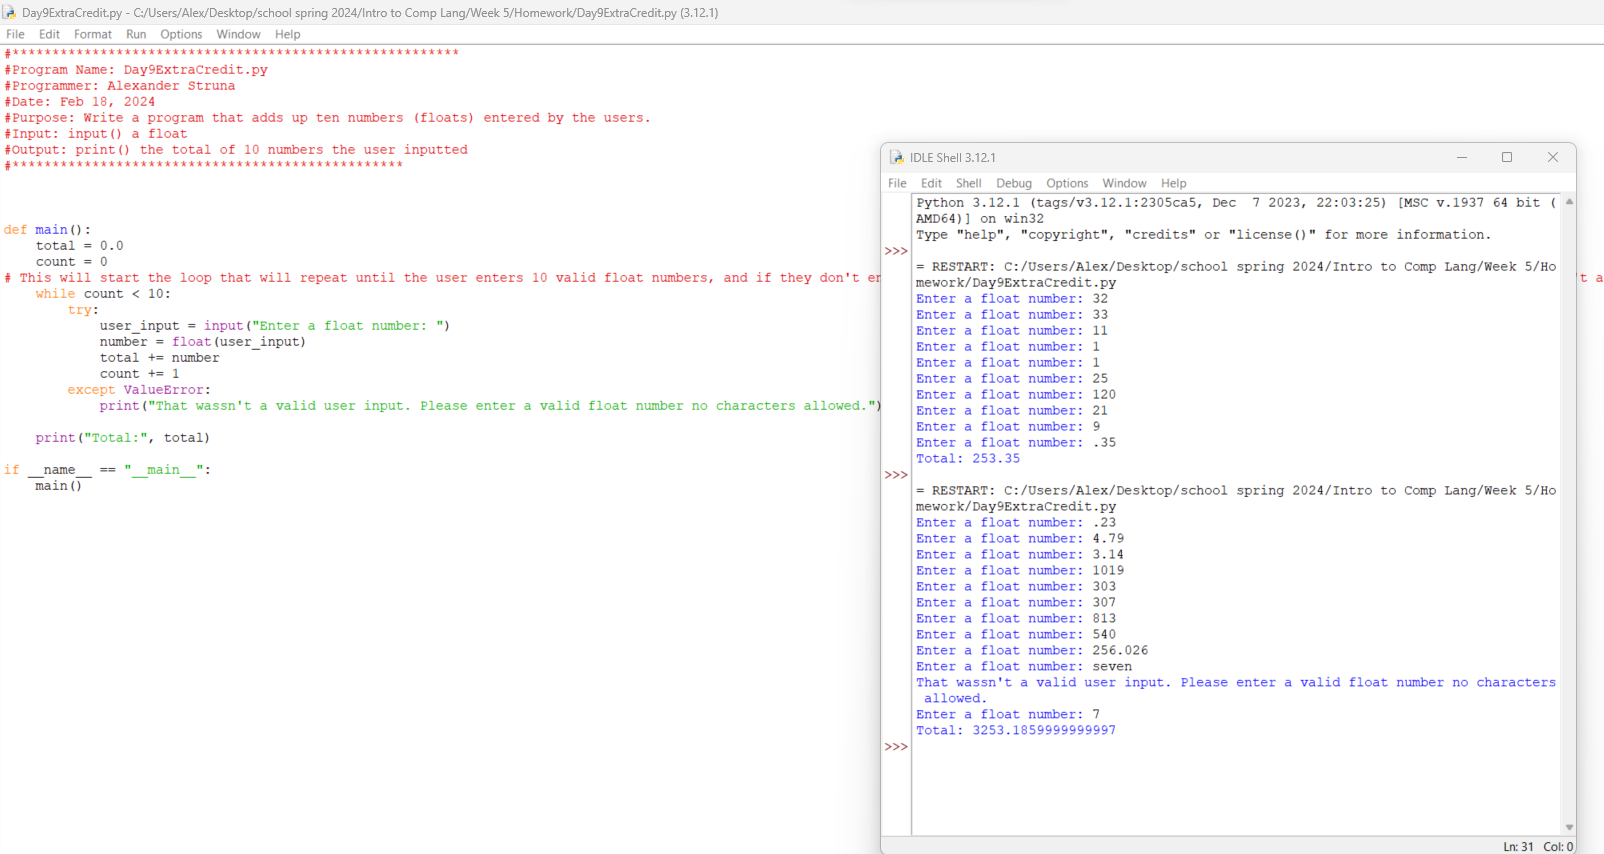 Day9ExtraCredit.py - C:/Users/Alex/Desktop/school spring 2024/Intro to Comp Lang/Week 5/Homework/Day9ExtraCredit.py (3.12.1)
File Edit Format Run Options Window Help
#********************************************************
#Program Name: Day9ExtraCredit.py
#Programmer: Alexander Struna
#Date: Feb 18, 2024
#Purpose: Write a program that adds up ten numbers (floats) entered by the users.
#Input: input() a float
#Output: print() the total of 10 numbers the user inputted
#*************************************************
def main():
    total = 0.0
    count = 0
# This will start the loop that will repeat until the user enters 10 valid float numbers, and if they don't en
't a
    while count < 10:
        try:
            user_input = input("Enter a float number: ")
            number = float(user_input)
            total += number
            count += 1
        except ValueError:
            print("That wassn't a valid user input. Please enter a valid float number no characters allowed.")
    print("Total:", total)
if __name__ == "__main__":
    main()
IDLE Shell 3.12.1
File Edit Shell Debug Options Window Help
Python 3.12.1 (tags/v3.12.1:2305ca5, Dec  7 2023, 22:03:25) [MSC v.1937 64 bit (
AMD64)] on win32
Type "help", "copyright", "credits" or "license()" for more information.
>>>
= RESTART: C:/Users/Alex/Desktop/school spring 2024/Intro to Comp Lang/Week 5/Ho
mework/Day9ExtraCredit.py
Enter a float number: 32
Enter a float number: 33
Enter a float number: 11
Enter a float number: 1
Enter a float number: 1
Enter a float number: 25
Enter a float number: 120
Enter a float number: 21
Enter a float number: 9
Enter a float number: .35
Total: 253.35
>>>
= RESTART: C:/Users/Alex/Desktop/school spring 2024/Intro to Comp Lang/Week 5/Ho
mework/Day9ExtraCredit.py
Enter a float number: .23
Enter a float number: 4.79
Enter a float number: 3.14
Enter a float number: 1019
Enter a float number: 303
Enter a float number: 307
Enter a float number: 813
Enter a float number: 540
Enter a float number: 256.026
Enter a float number: seven
That wassn't a valid user input. Please enter a valid float number no characters
 allowed.
Enter a float number: 7
Total: 3253.1859999999997
>>>
Ln: 31 Col: 0